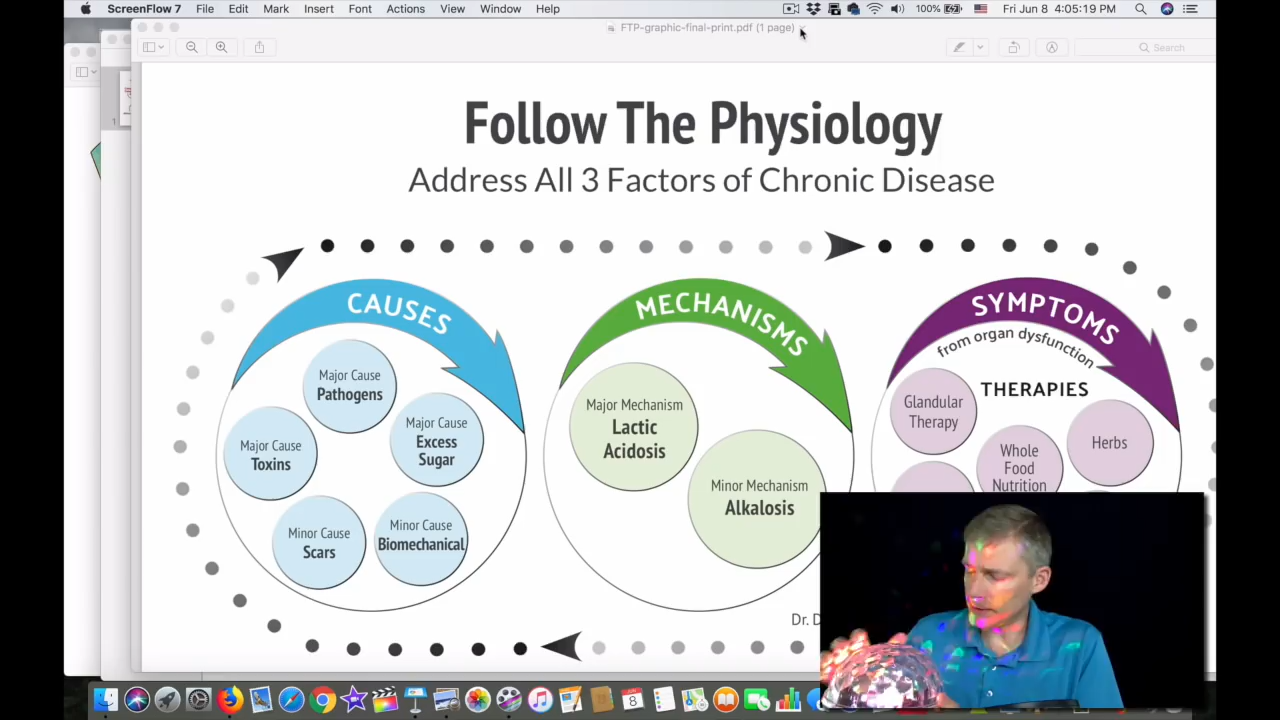 ScreenFlow 7 File Edit Mark Insert Font Actions View Window Help 100% Fri Jun 8 4:05:19 PM
FTP-graphic-final-print.pdf (1 page)
Search
1
Follow The Physiology
Address All 3 Factors of Chronic Disease
CAUSES
Major Cause
Pathogens
Major Cause
Toxins
Major Cause
Excess
Sugar
Minor Cause
Scars
Minor Cause
Biomechanical
MECHANISMS
Major Mechanism
Lactic
Acidosis
Minor Mechanism
Alkalosis
SYMPTOMS
from organ dysfunction
THERAPIES
Glandular
Therapy
Whole
Food
Nutrition
Herbs
Dr.